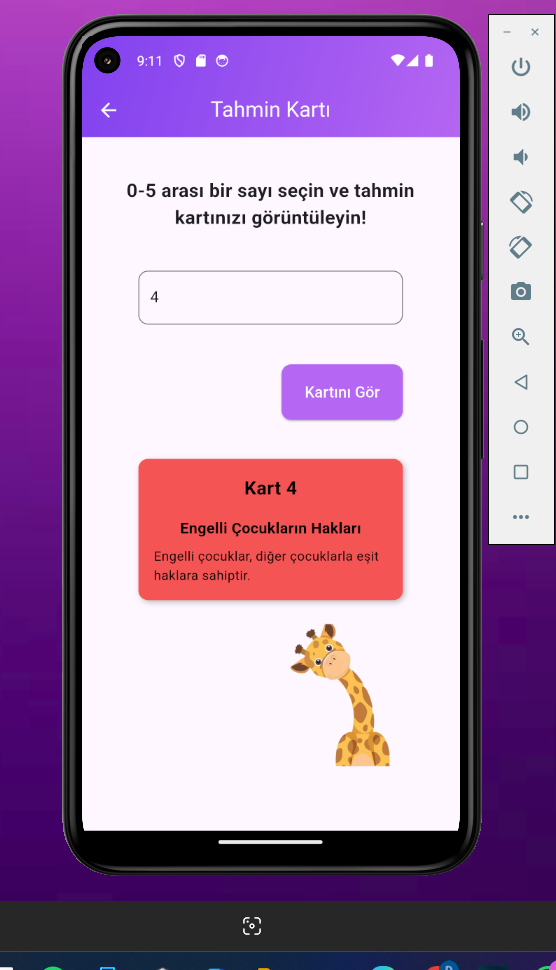 9:11
Tahmin Kartı
0-5 arası bir sayı seçin ve tahmin
kartınızı görüntüleyin!
4
Kartını Gör
Kart 4
Engelli Çocukların Hakları
Engelli çocuklar, diğer çocuklarla eşit
haklara sahiptir.